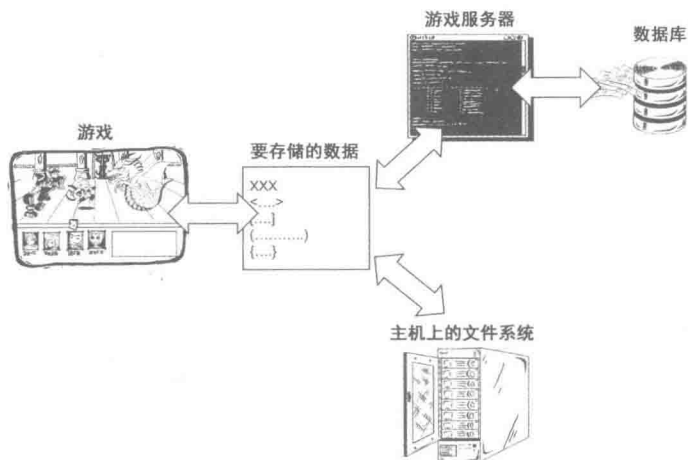 游戏服务器
数据库
游戏
要存储的数据
XXX
<....>
[....]
(...........)
{....}
主机上的文件系统